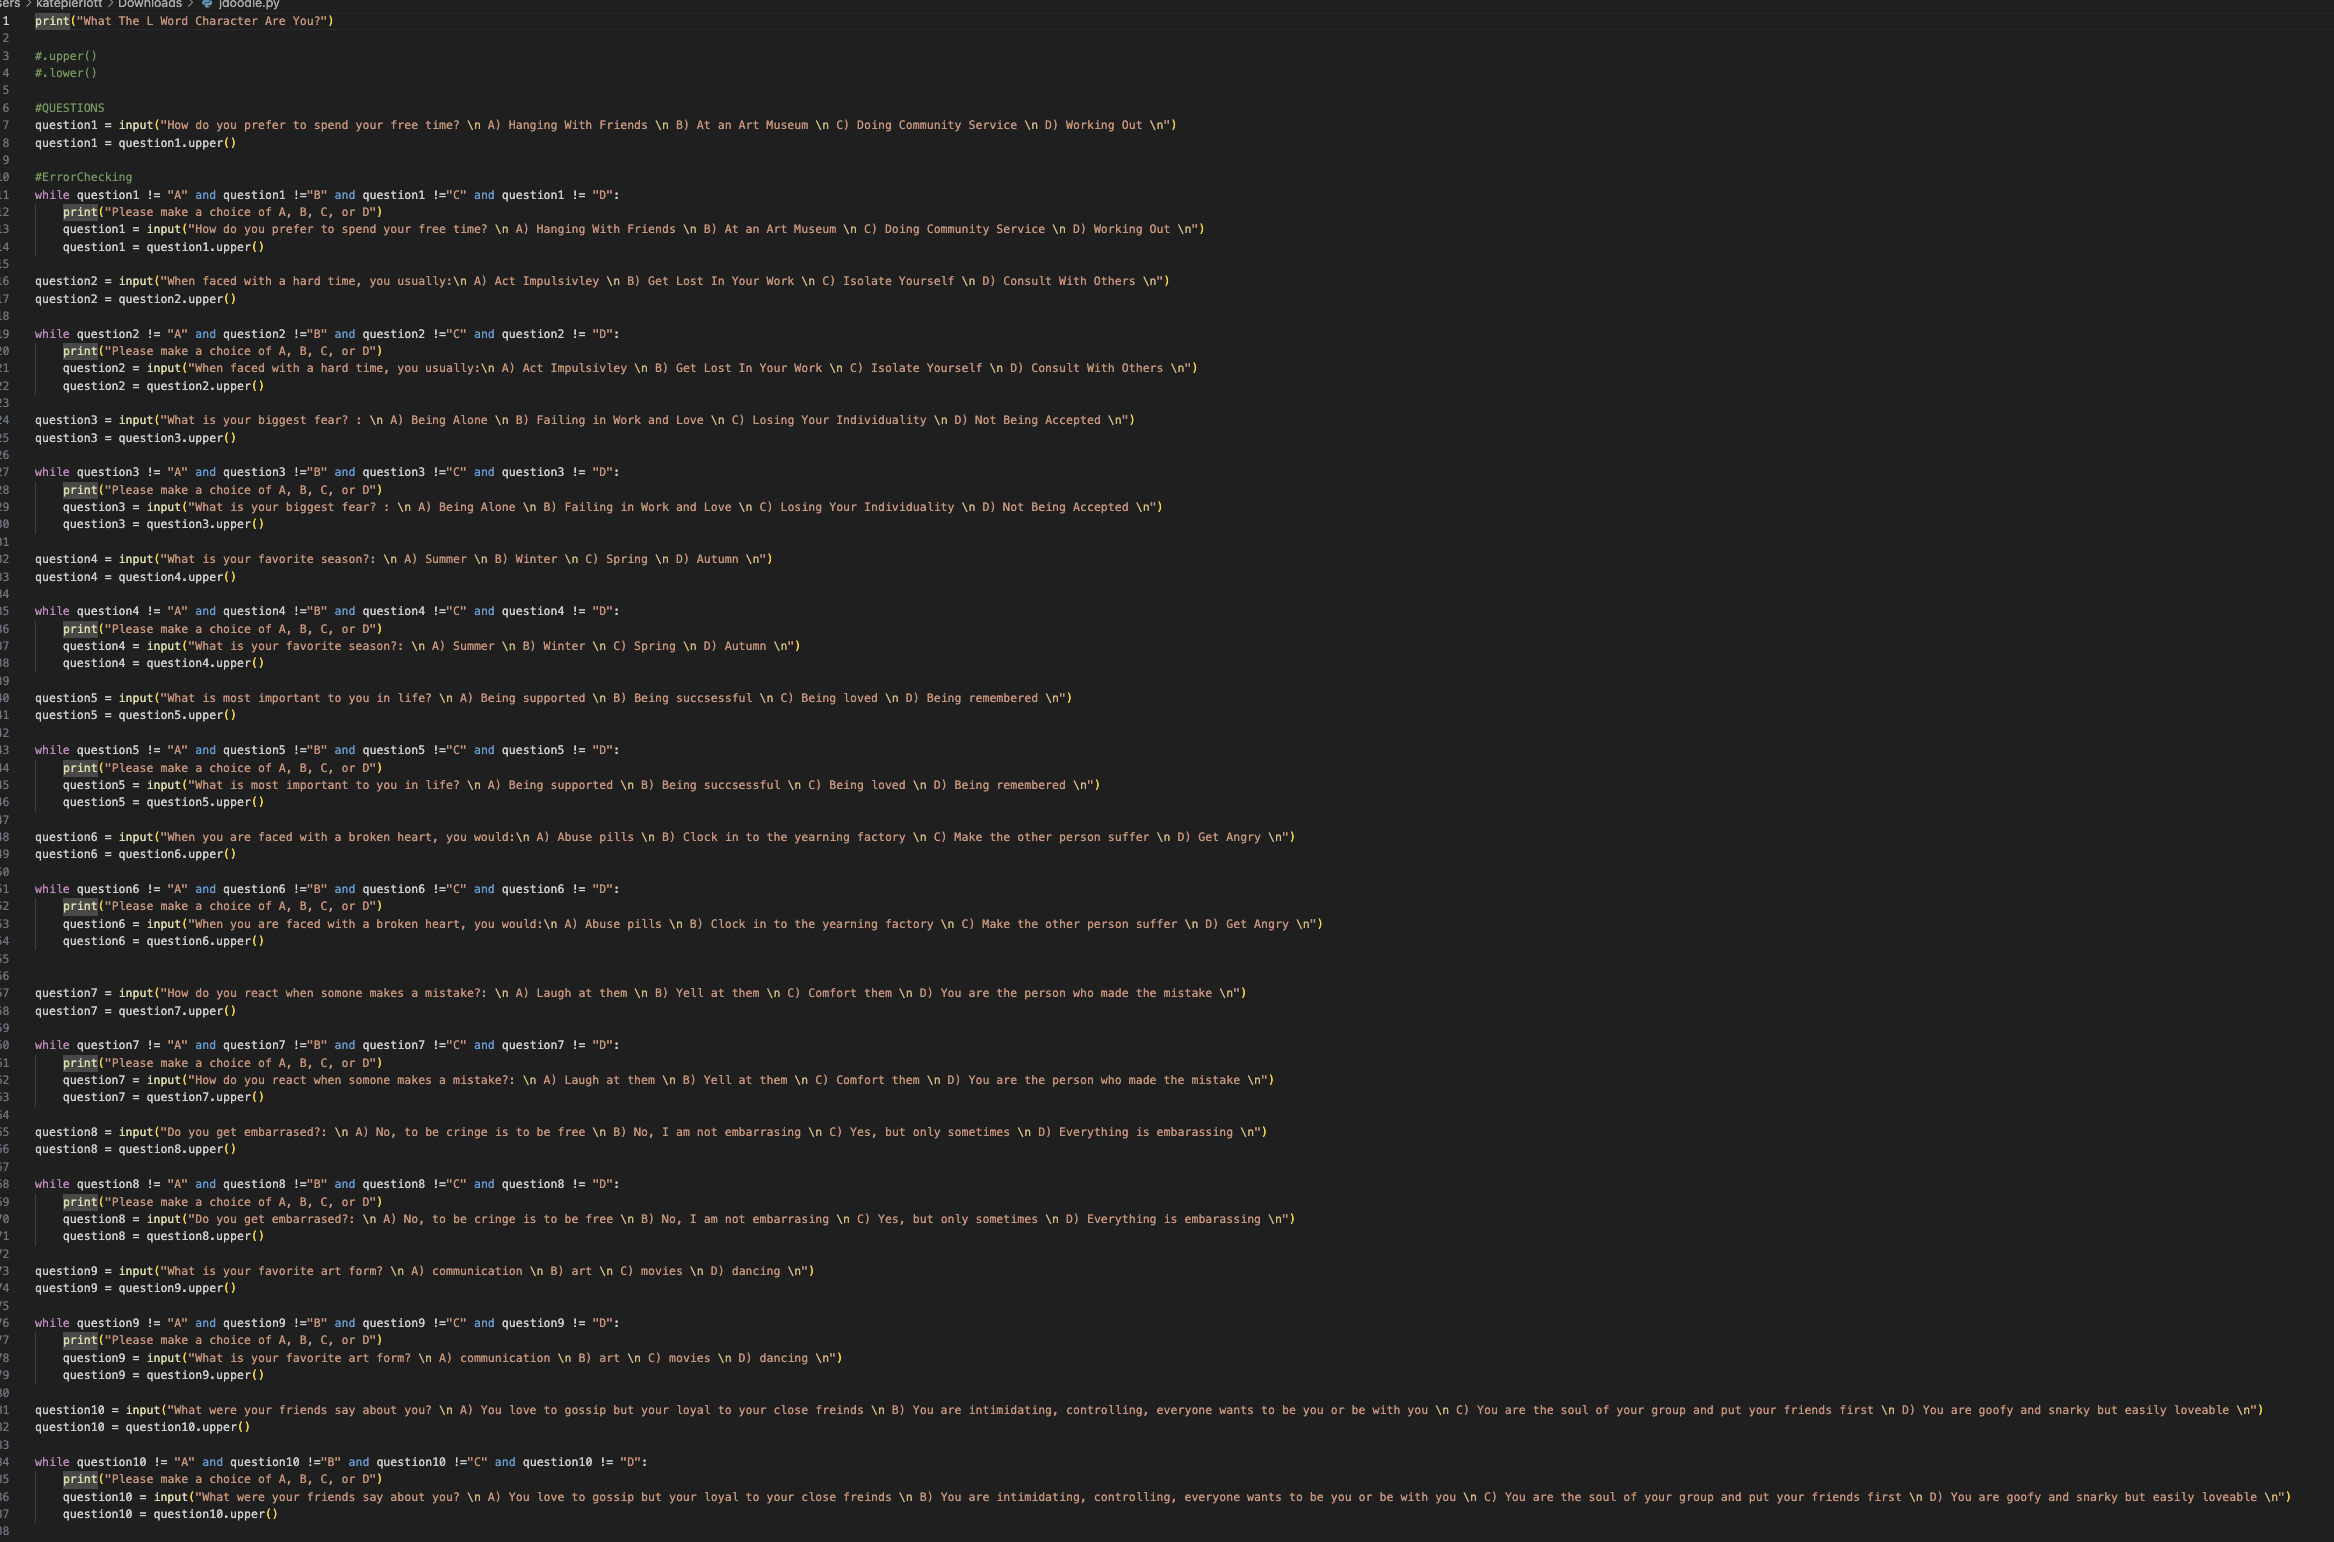 sers > katepierlott > Downloads > jdoodle.py
1 print("What The L Word Character Are You?")
2
3 #.upper()
4 #.lower()
5
6 #QUESTIONS
7 question1 = input("How do you prefer to spend your free time? \n A) Hanging With Friends \n B) At an Art Museum \n C) Doing Community Service \n D) Working Out \n")
8 question1 = question1.upper()
9
10 #ErrorChecking
11 while question1 != "A" and question1 !="B" and question1 !="C" and question1 != "D":
12 print("Please make a choice of A, B, C, or D")
13 question1 = input("How do you prefer to spend your free time? \n A) Hanging With Friends \n B) At an Art Museum \n C) Doing Community Service \n D) Working Out \n")
14 question1 = question1.upper()
15
16 question2 = input("When faced with a hard time, you usually:\n A) Act Impulsivley \n B) Get Lost In Your Work \n C) Isolate Yourself \n D) Consult With Others \n")
17 question2 = question2.upper()
18
19 while question2 != "A" and question2 !="B" and question2 !="C" and question2 != "D":
20 print("Please make a choice of A, B, C, or D")
21 question2 = input("When faced with a hard time, you usually:\n A) Act Impulsivley \n B) Get Lost In Your Work \n C) Isolate Yourself \n D) Consult With Others \n")
22 question2 = question2.upper()
23
24 question3 = input("What is your biggest fear? : \n A) Being Alone \n B) Failing in Work and Love \n C) Losing Your Individuality \n D) Not Being Accepted \n")
25 question3 = question3.upper()
26
27 while question3 != "A" and question3 !="B" and question3 !="C" and question3 != "D":
28 print("Please make a choice of A, B, C, or D")
29 question3 = input("What is your biggest fear? : \n A) Being Alone \n B) Failing in Work and Love \n C) Losing Your Individuality \n D) Not Being Accepted \n")
30 question3 = question3.upper()
31
32 question4 = input("What is your favorite season?: \n A) Summer \n B) Winter \n C) Spring \n D) Autumn \n")
33 question4 = question4.upper()
34
35 while question4 != "A" and question4 !="B" and question4 !="C" and question4 != "D":
36 print("Please make a choice of A, B, C, or D")
37 question4 = input("What is your favorite season?: \n A) Summer \n B) Winter \n C) Spring \n D) Autumn \n")
38 question4 = question4.upper()
39
40 question5 = input("What is most important to you in life? \n A) Being supported \n B) Being succsessful \n C) Being loved \n D) Being remembered \n")
41 question5 = question5.upper()
42
43 while question5 != "A" and question5 !="B" and question5 !="C" and question5 != "D":
44 print("Please make a choice of A, B, C, or D")
45 question5 = input("What is most important to you in life? \n A) Being supported \n B) Being succsessful \n C) Being loved \n D) Being remembered \n")
46 question5 = question5.upper()
47
48 question6 = input("When you are faced with a broken heart, you would:\n A) Abuse pills \n B) Clock in to the yearning factory \n C) Make the other person suffer \n D) Get Angry \n")
49 question6 = question6.upper()
50
51 while question6 != "A" and question6 !="B" and question6 !="C" and question6 != "D":
52 print("Please make a choice of A, B, C, or D")
53 question6 = input("When you are faced with a broken heart, you would:\n A) Abuse pills \n B) Clock in to the yearning factory \n C) Make the other person suffer \n D) Get Angry \n")
54 question6 = question6.upper()
55
56
57 question7 = input("How do you react when somone makes a mistake?: \n A) Laugh at them \n B) Yell at them \n C) Comfort them \n D) You are the person who made the mistake \n")
58 question7 = question7.upper()
59
60 while question7 != "A" and question7 !="B" and question7 !="C" and question7 != "D":
61 print("Please make a choice of A, B, C, or D")
62 question7 = input("How do you react when somone makes a mistake?: \n A) Laugh at them \n B) Yell at them \n C) Comfort them \n D) You are the person who made the mistake \n")
63 question7 = question7.upper()
64
65 question8 = input("Do you get embarrased?: \n A) No, to be cringe is to be free \n B) No, I am not embarrasing \n C) Yes, but only sometimes \n D) Everything is embarassing \n")
66 question8 = question8.upper()
67
68 while question8 != "A" and question8 !="B" and question8 !="C" and question8 != "D":
69 print("Please make a choice of A, B, C, or D")
70 question8 = input("Do you get embarrased?: \n A) No, to be cringe is to be free \n B) No, I am not embarrasing \n C) Yes, but only sometimes \n D) Everything is embarassing \n")
71 question8 = question8.upper()
72
73 question9 = input("What is your favorite art form? \n A) communication \n B) art \n C) movies \n D) dancing \n")
74 question9 = question9.upper()
75
76 while question9 != "A" and question9 !="B" and question9 !="C" and question9 != "D":
77 print("Please make a choice of A, B, C, or D")
78 question9 = input("What is your favorite art form? \n A) communication \n B) art \n C) movies \n D) dancing \n")
79 question9 = question9.upper()
80
81 question10 = input("What were your friends say about you? \n A) You love to gossip but your loyal to your close freinds \n B) You are intimidating, controlling, everyone wants to be you or be with you \n C) You are the soul of your group and put your friends first \n D) You are goofy and snarky but easily loveable \n")
82 question10 = question10.upper()
83
84 while question10 != "A" and question10 !="B" and question10 !="C" and question10 != "D":
85 print("Please make a choice of A, B, C, or D")
86 question10 = input("What were your friends say about you? \n A) You love to gossip but your loyal to your close freinds \n B) You are intimidating, controlling, everyone wants to be you or be with you \n C) You are the soul of your group and put your friends first \n D) You are goofy and snarky but easily loveable \n")
87 question10 = question10.upper()
88